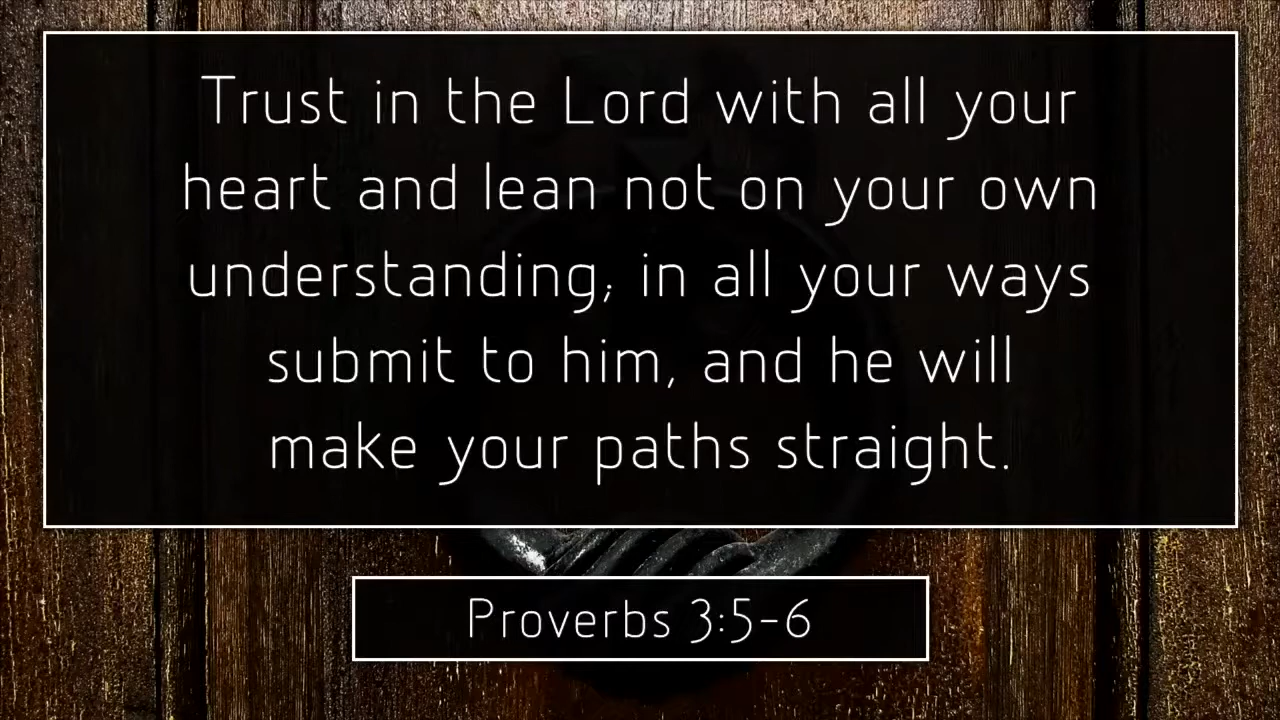 Trust in the Lord with all your
heart and lean not on your own
understanding; in all your ways
submit to him, and he will
make your paths straight.
Proverbs 3:5-6